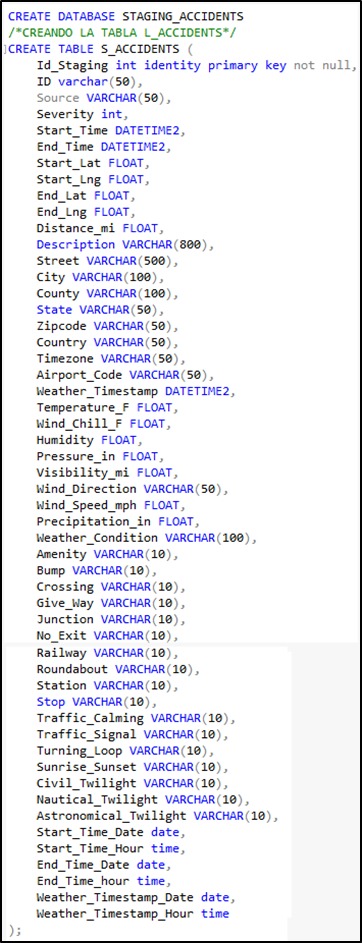 CREATE DATABASE STAGING_ACCIDENTS
/*CREANDO LA TABLA L_ACCIDENTS*/
CREATE TABLE S_ACCIDENTS (
Id_Staging int identity primary key not null,
ID varchar(50),
Source VARCHAR(50),
Severity int,
Start_Time DATETIME2,
End_Time DATETIME2,
Start_Lat FLOAT,
Start_Lng FLOAT,
End_Lat FLOAT,
End_Lng FLOAT,
Distance_mi FLOAT,
Description VARCHAR(800),
Street VARCHAR(500),
City VARCHAR(100),
County VARCHAR(100),
State VARCHAR(50),
Zipcode VARCHAR(50),
Country VARCHAR(50),
Timezone VARCHAR(50),
Airport_Code VARCHAR(50),
Weather_Timestamp DATETIME2,
Temperature_F FLOAT,
Wind_Chill_F FLOAT,
Humidity FLOAT,
Pressure_in FLOAT,
Visibility_mi FLOAT,
Wind_Direction VARCHAR(50),
Wind_Speed_mph FLOAT,
Precipitation_in FLOAT,
Weather_Condition VARCHAR(100),
Amenity VARCHAR(10),
Bump VARCHAR(10),
Crossing VARCHAR(10),
Give_Way VARCHAR(10),
Junction VARCHAR(10),
No_Exit VARCHAR(10),
Railway VARCHAR(10),
Roundabout VARCHAR(10),
Station VARCHAR(10),
Stop VARCHAR(10),
Traffic_Calming VARCHAR(10),
Traffic_Signal VARCHAR(10),
Turning_Loop VARCHAR(10),
Sunrise_Sunset VARCHAR(10),
Civil_Twilight VARCHAR(10),
Nautical_Twilight VARCHAR(10),
Astronomical_Twilight VARCHAR(10),
Start_Time_Date date,
Start_Time_Hour time,
End_Time_Date date,
End_Time_hour time,
Weather_Timestamp_Date date,
Weather_Timestamp_Hour time
);